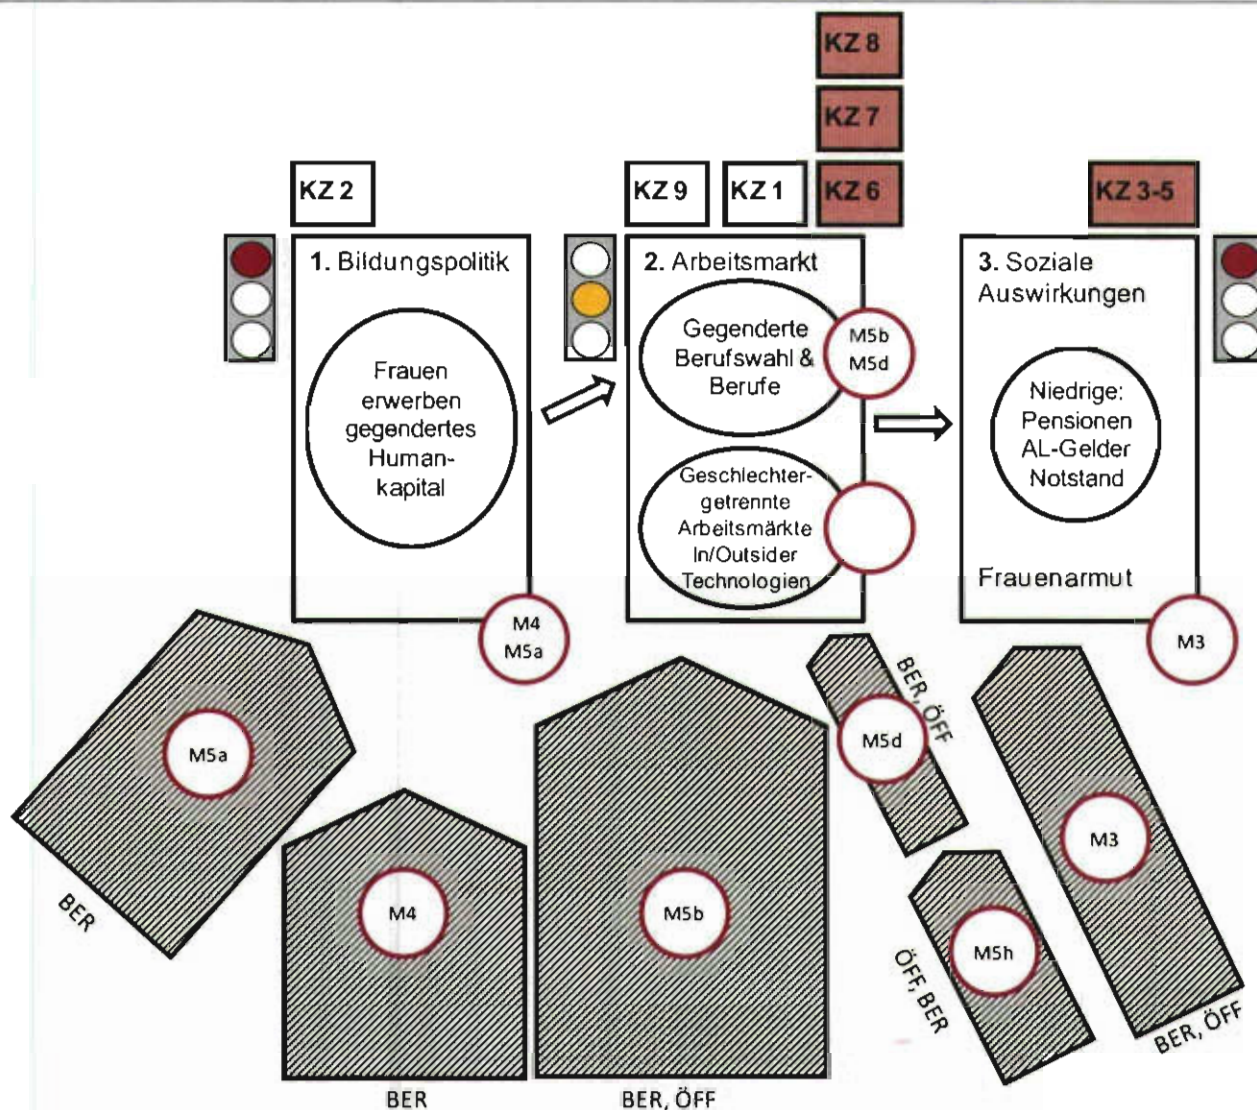 KZ 8
KZ 7
KZ 2
KZ 9
KZ 1
KZ 6
KZ 3-5
1. Bildungspolitik
Frauen
erwerben
gegendertes
Human-
kapital
2. Arbeitsmarkt
Gegenderte
Berufswahl &
Berufe
M5b
M5d
Geschlechter-
getrennte
Arbeitsmärkte
In/Outsider
Technologien
3. Soziale
Auswirkungen
Niedrige:
Pensionen
AL-Gelder
Notstand
Frauenarmut
M4
M5a
M3
M5a
BER
M4
BER
M5b
BER, ÖFF
M5d
BER, ÖFF
M5h
ÖFF, BER
M3
BER, ÖFF